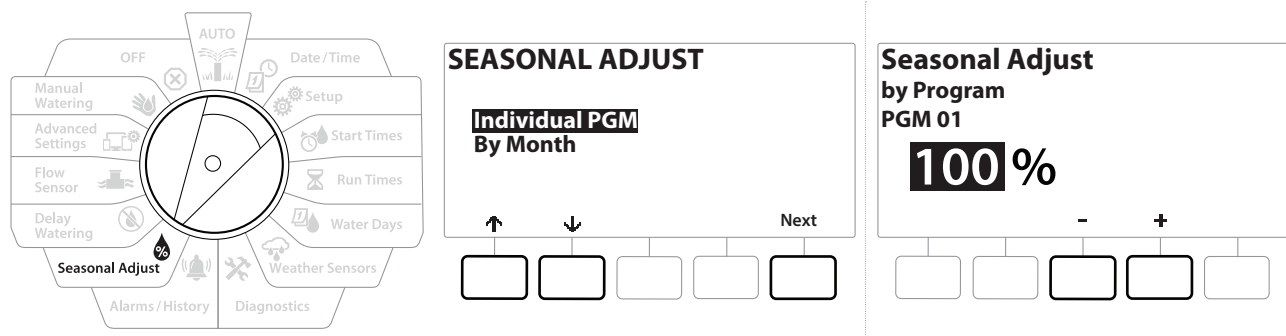 AUTO
OFF
Date/Time
Manual
Watering
Setup
Advanced
Settings
Start Times
Flow
Sensor
Run Times
Delay
Watering
Water Days
%
Seasonal Adjust
Weather Sensors
Alarms/History
Diagnostics
SEASONAL ADJUST
Individual PGM
By Month
↑ ↓ Next
Seasonal Adjust
by Program
PGM 01
100 %
- +